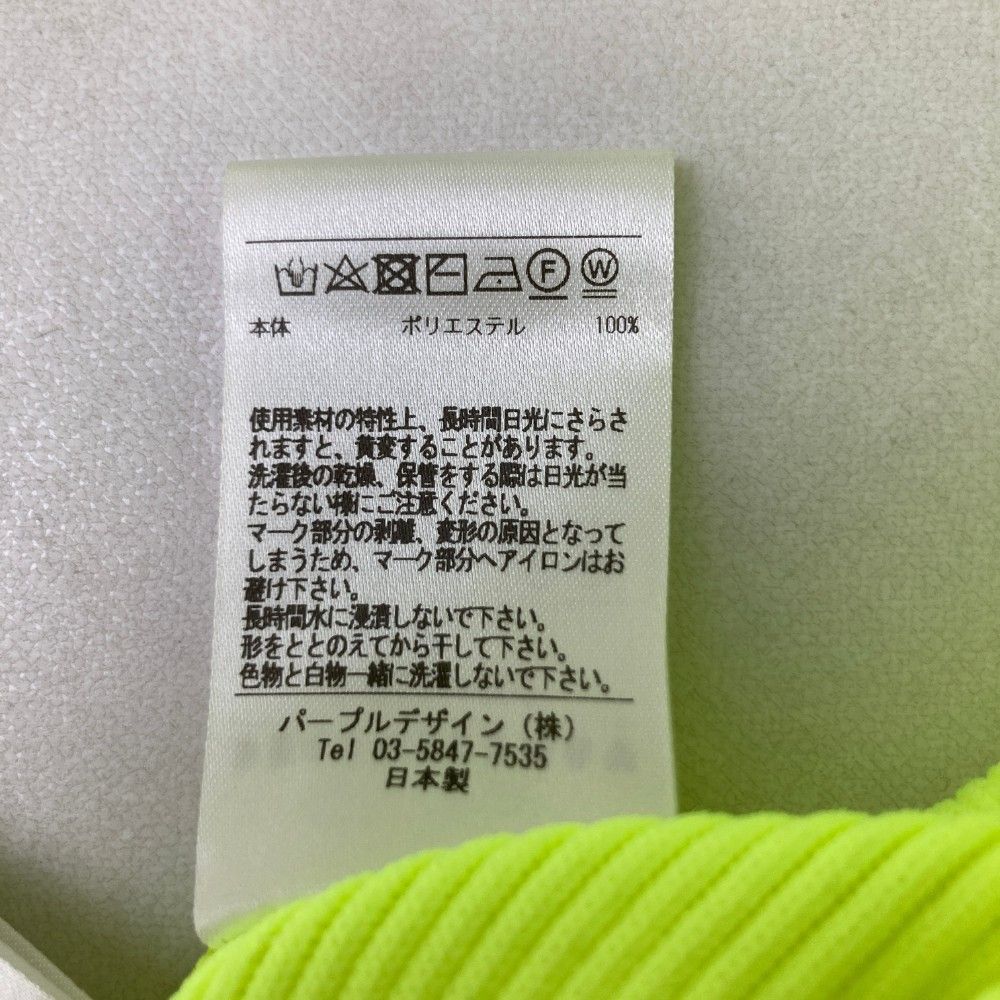 F W
本体 ポリエステル 100%
使用素材の特性上、長時間日光にさらさ
れますと、黄変することがあります。
洗濯後の乾燥、保管をする際は日光が当
たらない様にご注意ください。
マーク部分の剥離、変形の原因となって
しまうため、マーク部分へアイロンはお
避け下さい。
長時間水に浸漬しないで下さい。
形をととのえてから干して下さい。
色物と白物一緒に洗濯しないで下さい。
パープルデザイン(株)
Tel 03-5847-7535
日本製